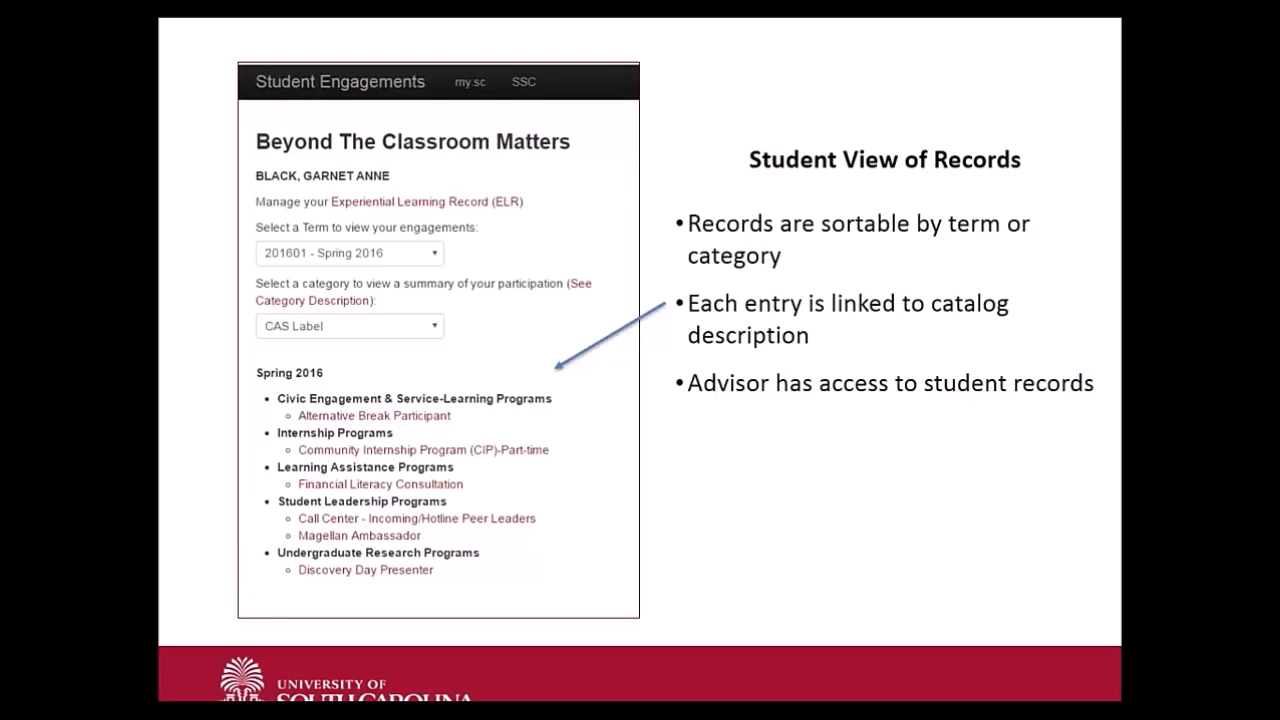 Student Engagements my.sc SSC
Beyond The Classroom Matters
BLACK, GARNET ANNE
Manage your Experiential Learning Record (ELR)
Select a Term to view your engagements:
201601 - Spring 2016
Select a category to view a summary of your participation (See
Category Description):
CAS Label
Spring 2016
• Civic Engagement & Service-Learning Programs
◦ Alternative Break Participant
• Internship Programs
◦ Community Internship Program (CIP)-Part-time
• Learning Assistance Programs
◦ Financial Literacy Consultation
• Student Leadership Programs
◦ Call Center - Incoming/Hotline Peer Leaders
◦ Magellan Ambassador
• Undergraduate Research Programs
◦ Discovery Day Presenter
Student View of Records
•Records are sortable by term or
category
•Each entry is linked to catalog
description
•Advisor has access to student records
UNIVERSITY OF
SOUTH CAROLINA